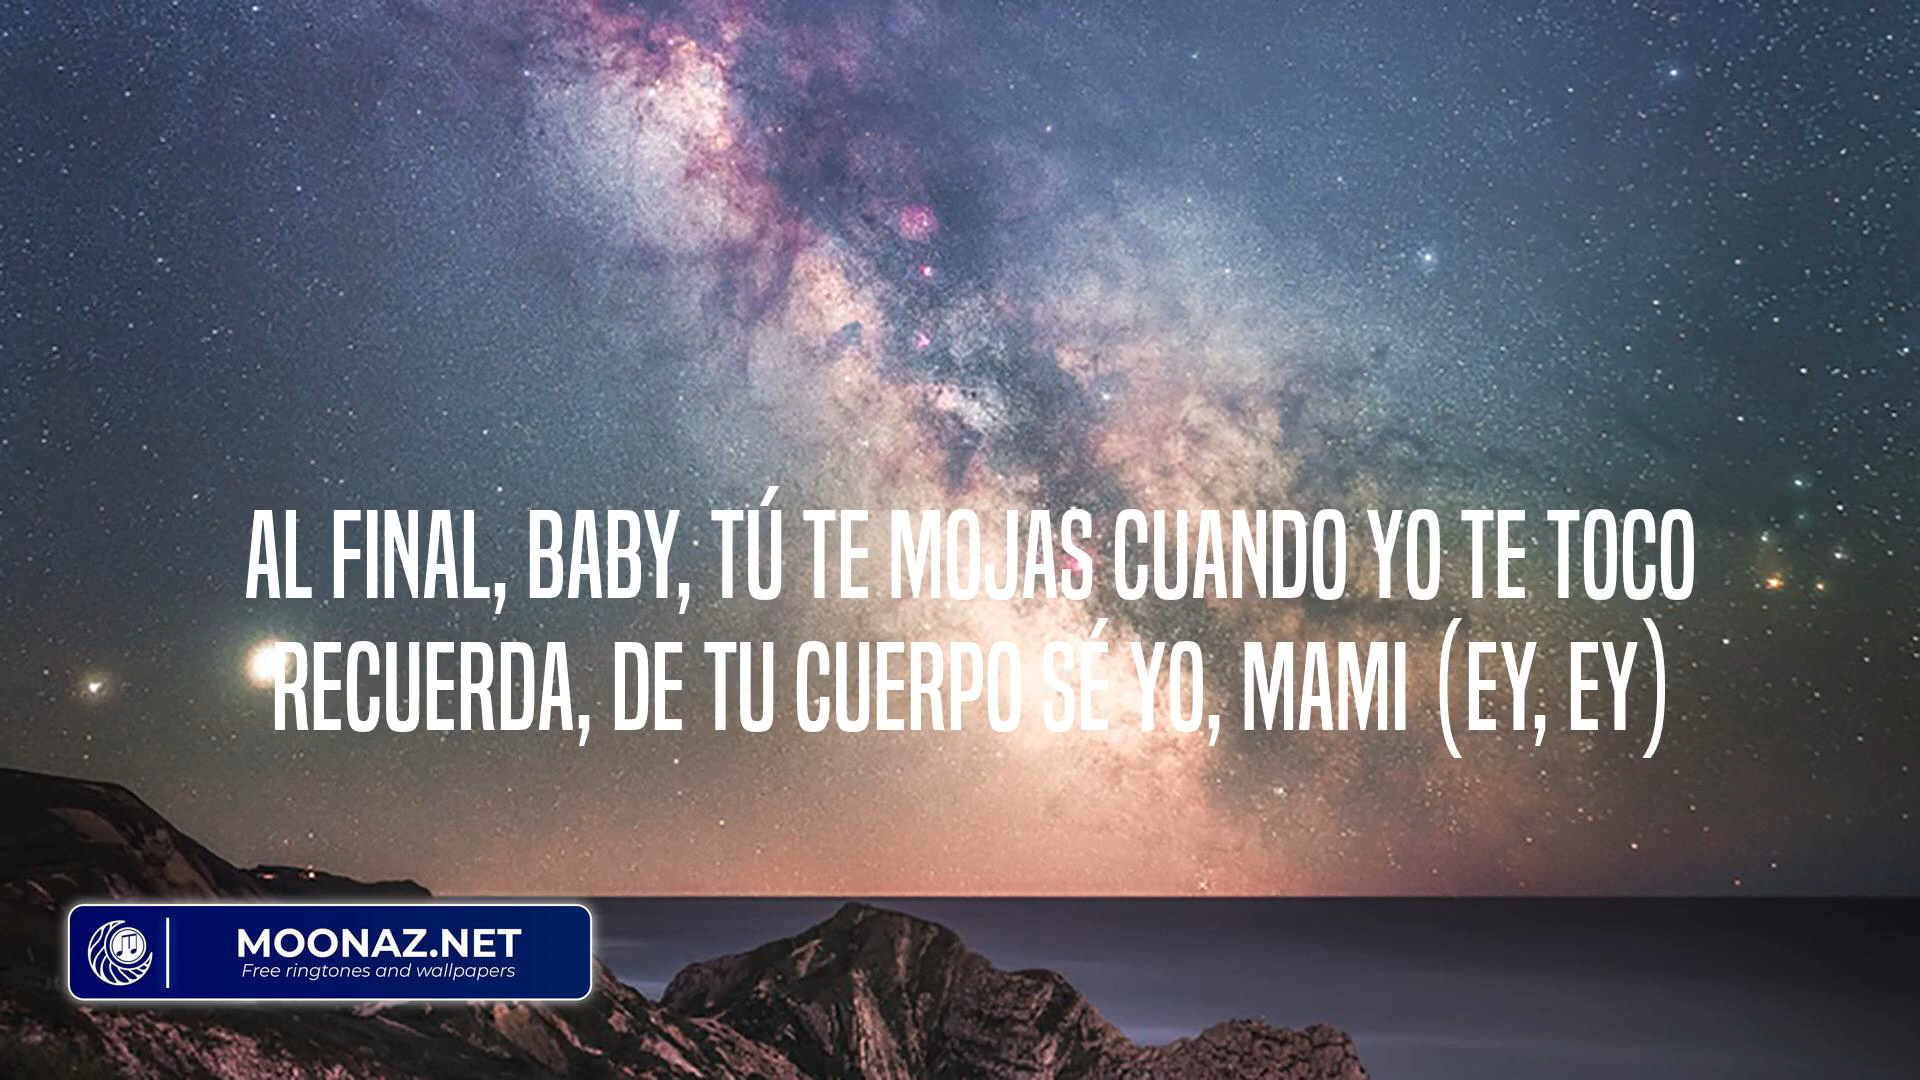 AL FINAL, BABY, TÚ TE MOJAS CUANDO YO TE TOCO
RECUERDA, DE TU CUERPO SÉ YO, MAMI (EY, EY)
MOONAZ.NET
Free ringtones and wallpapers